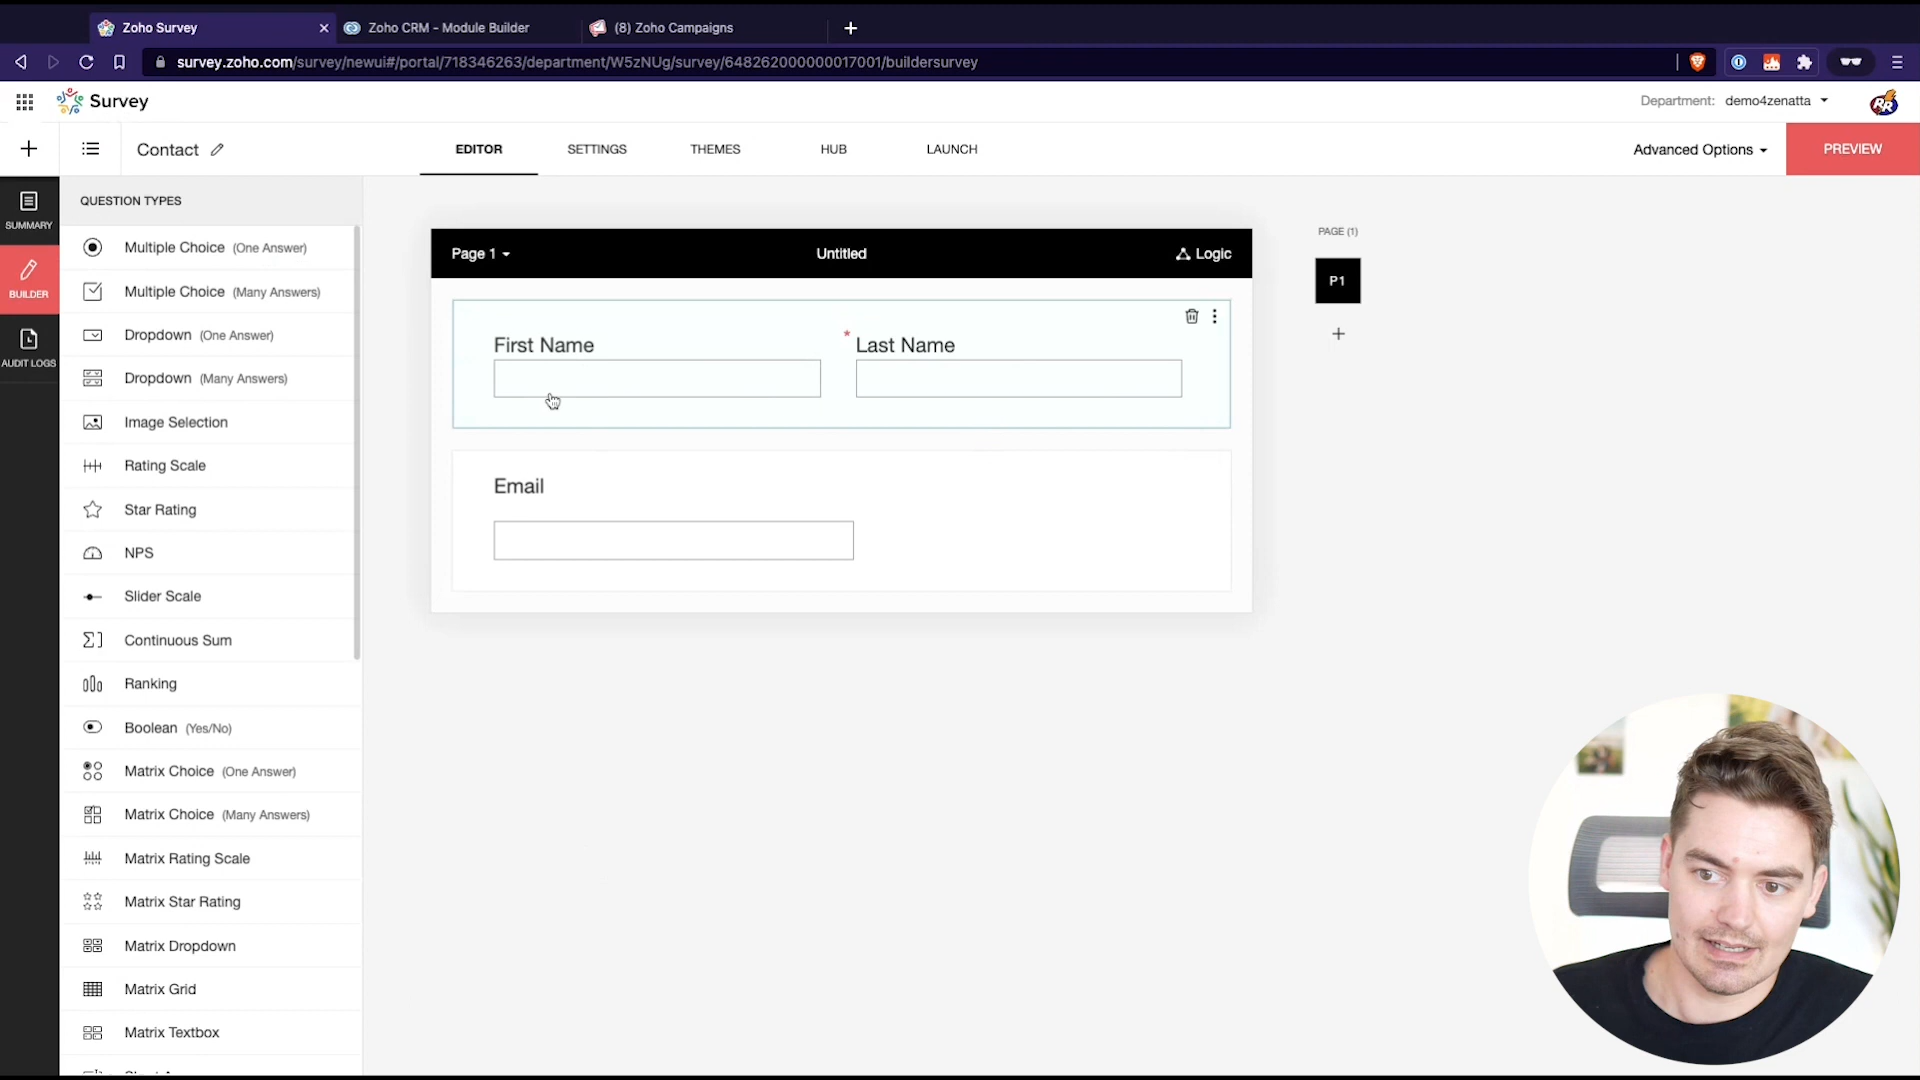 Zoho Survey
Zoho CRM - Module Builder
(8) Zoho Campaigns
survey.zoho.com/survey/newui#/portal/718346263/department/W5zNUg/survey/648262000000017001/buildersurvey
Survey
Department: demo4zenatta
RR
Contact
EDITOR
SETTINGS
THEMES
HUB
LAUNCH
Advanced Options
PREVIEW
SUMMARY
BUILDER
AUDIT LOGS
QUESTION TYPES
Multiple Choice (One Answer)
Multiple Choice (Many Answers)
Dropdown (One Answer)
Dropdown (Many Answers)
Image Selection
Rating Scale
Star Rating
NPS
Slider Scale
Continuous Sum
Ranking
Boolean (Yes/No)
Matrix Choice (One Answer)
Matrix Choice (Many Answers)
Matrix Rating Scale
Matrix Star Rating
Matrix Dropdown
Matrix Grid
Matrix Textbox
Page 1
Untitled
Logic
First Name
* Last Name
Email
PAGE (1)
P1